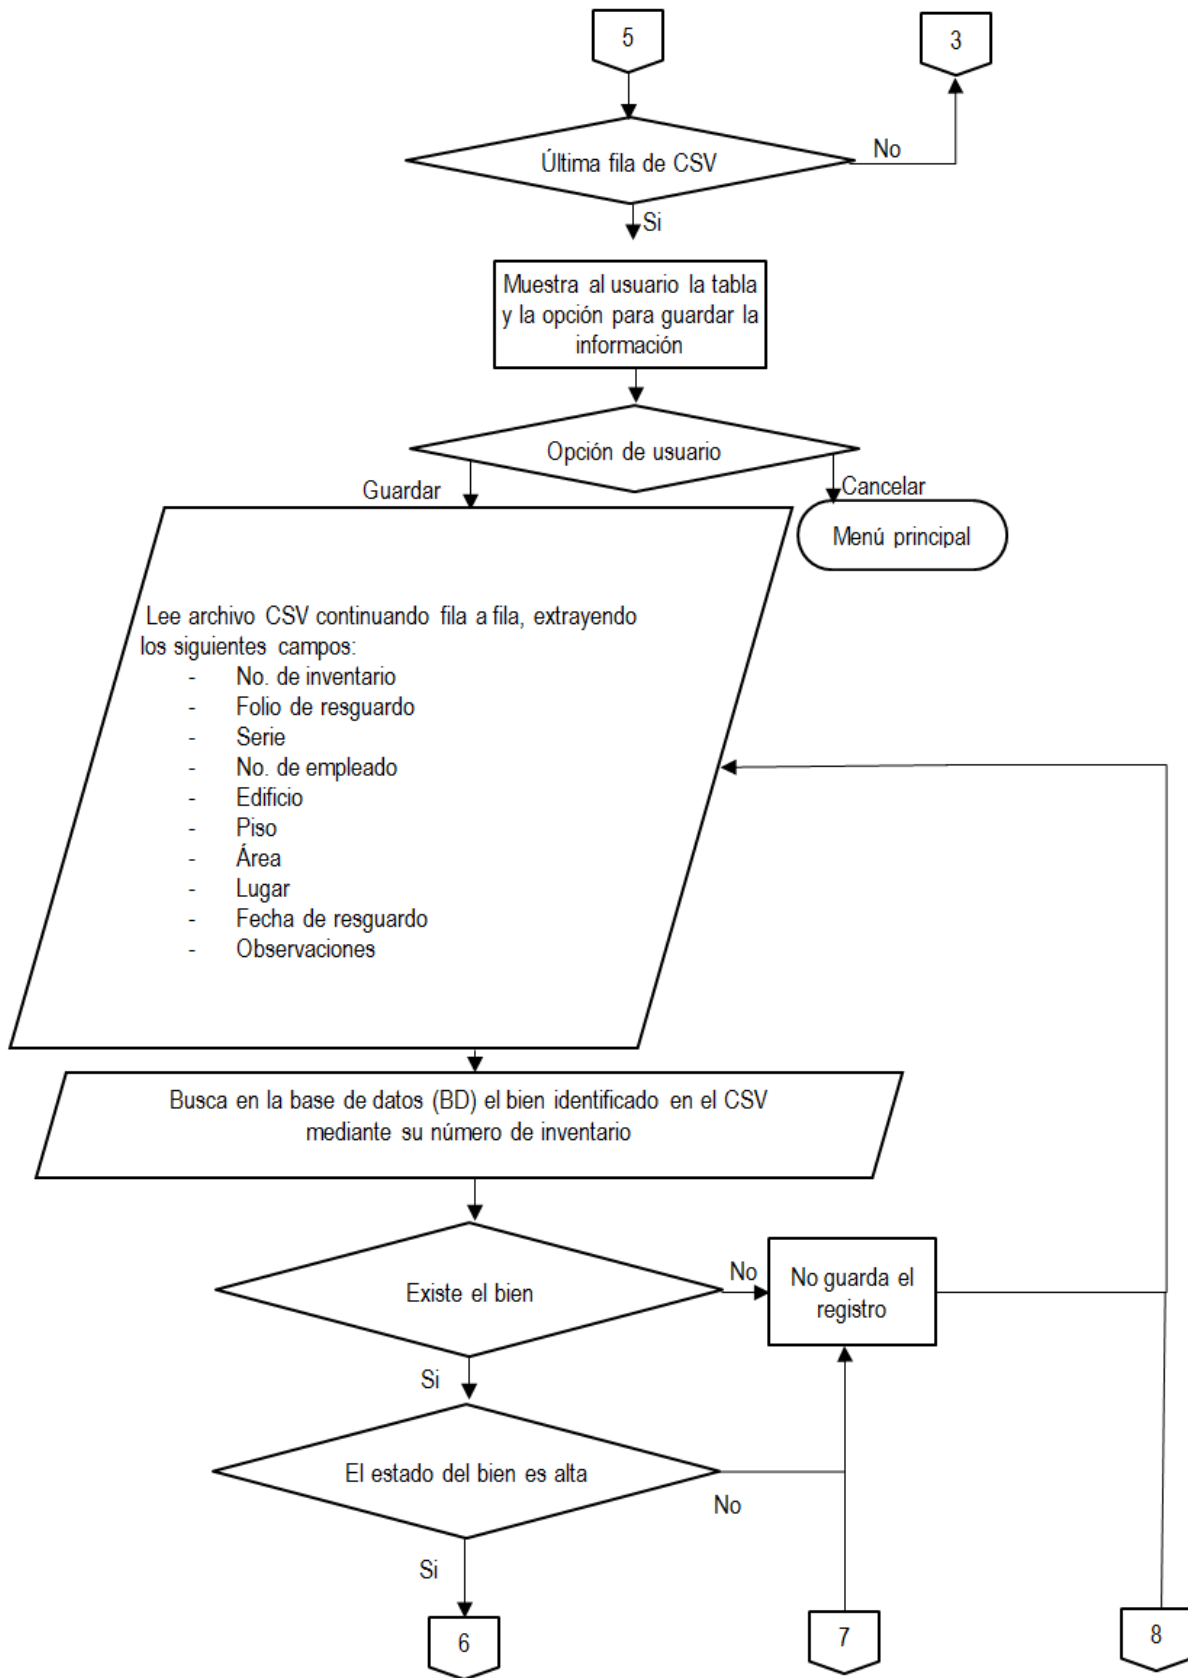 5
3
Última fila de CSV
No
Si
Muestra al usuario la tabla
y la opción para guardar la
información
Opción de usuario
Guardar
Cancelar
Menú principal
Lee archivo CSV continuando fila a fila, extrayendo
los siguientes campos:
- No. de inventario
- Folio de resguardo
- Serie
- No. de empleado
- Edificio
- Piso
- Área
- Lugar
- Fecha de resguardo
- Observaciones
Busca en la base de datos (BD) el bien identificado en el CSV
mediante su número de inventario
Existe el bien
No
No guarda el
registro
Si
El estado del bien es alta
No
Si
6
7
8